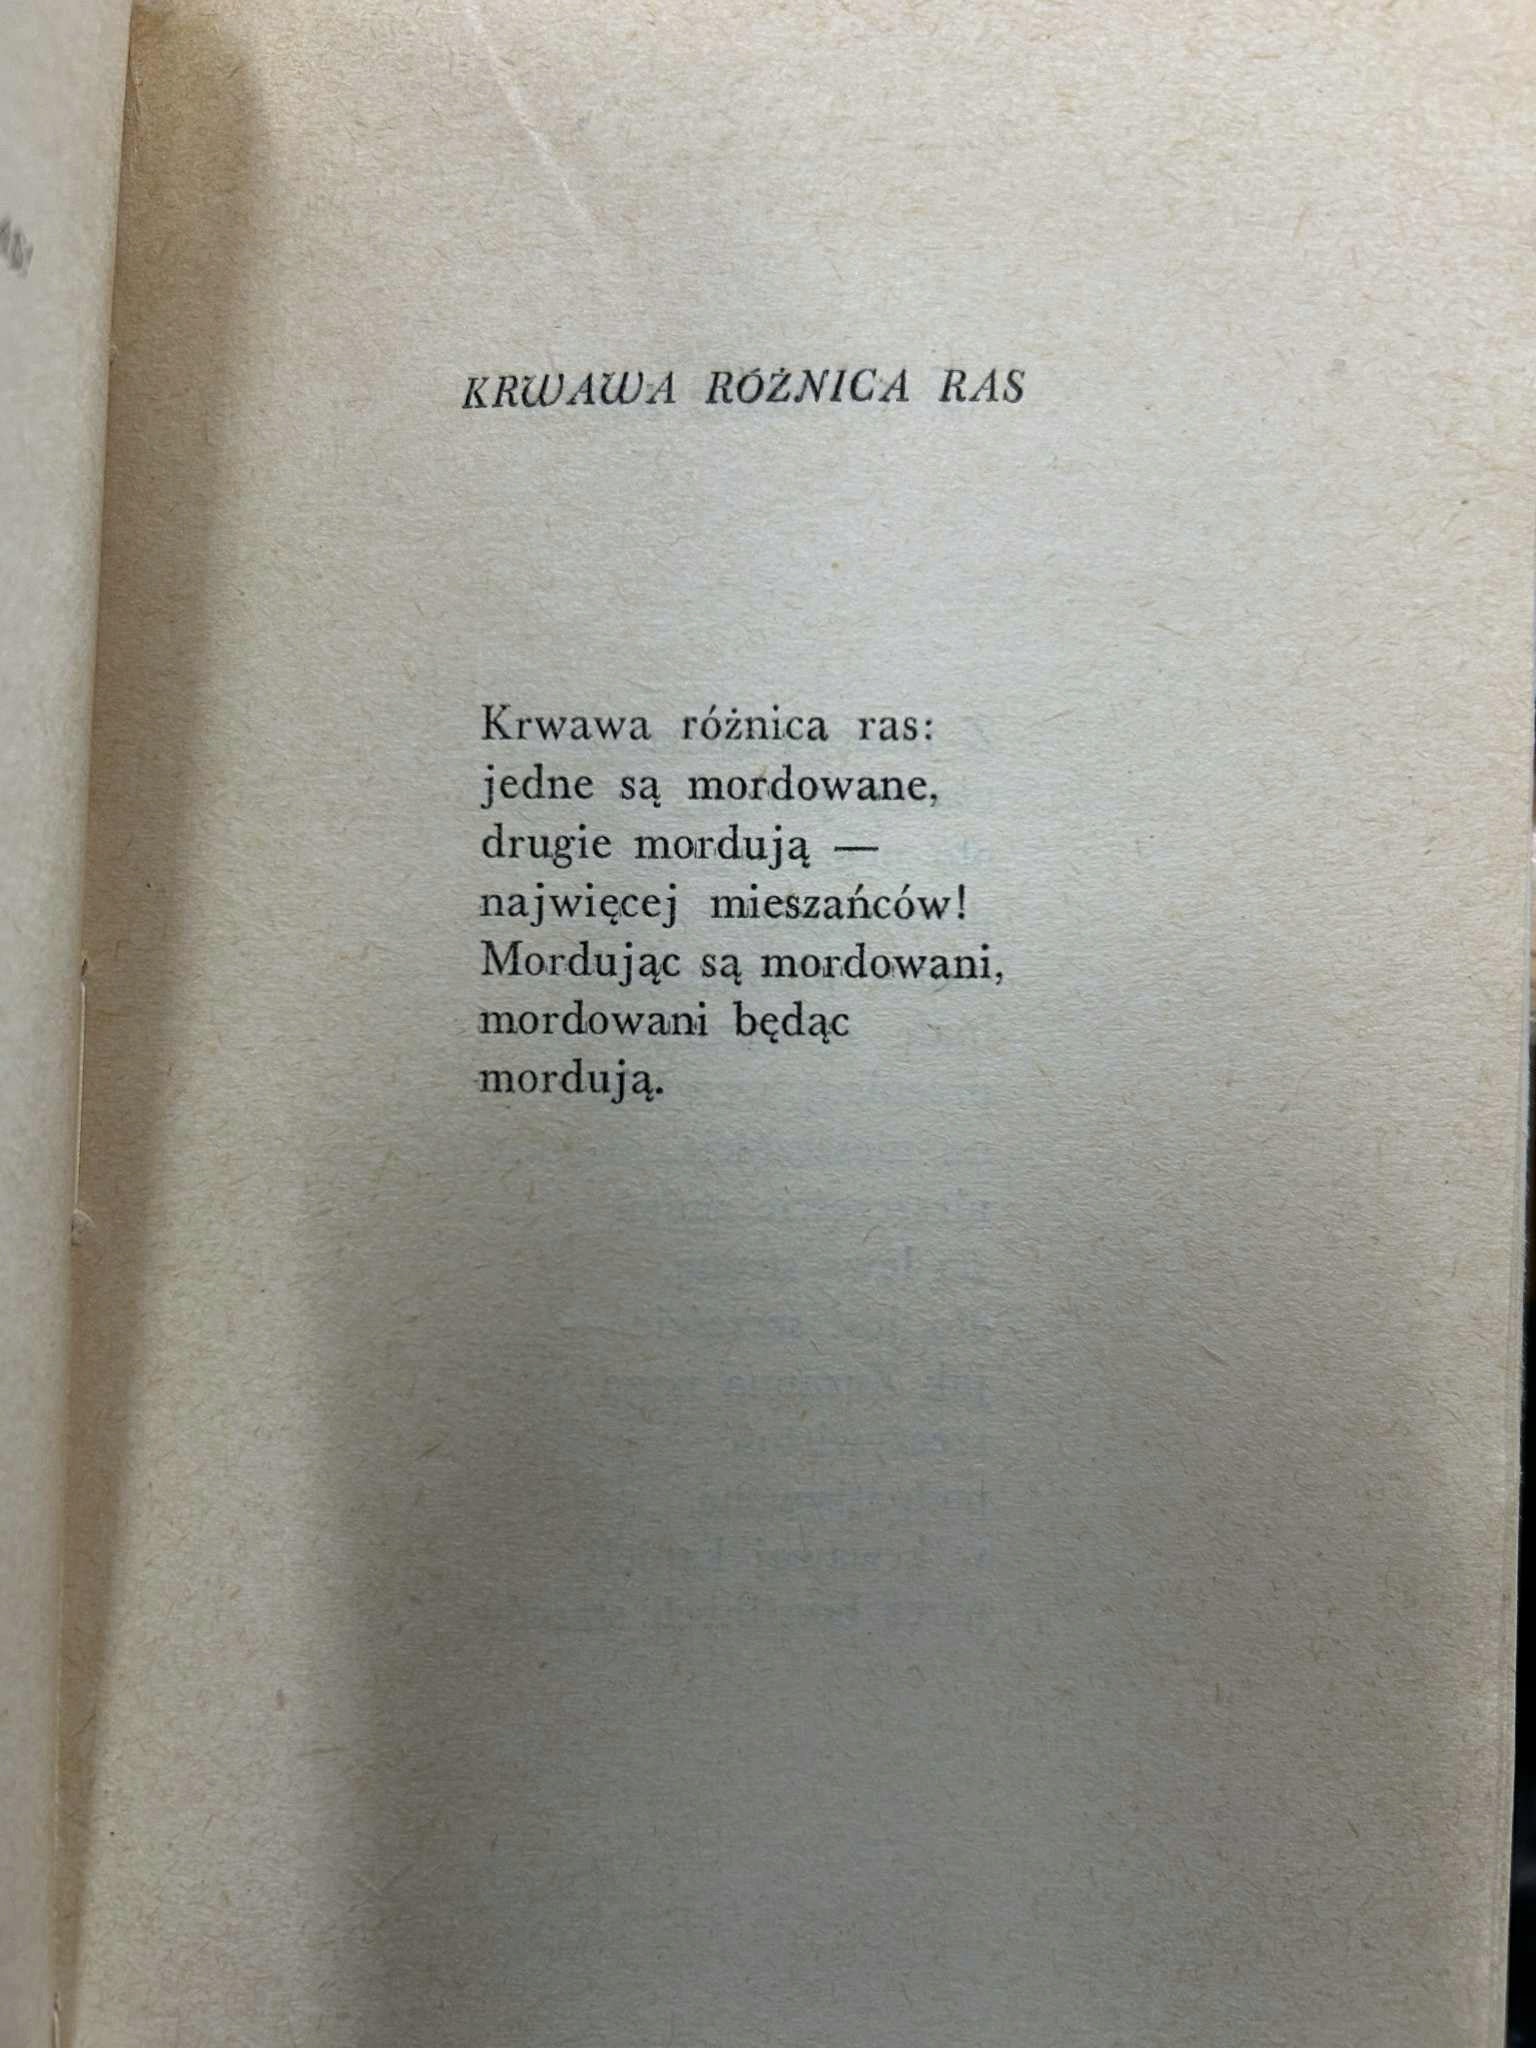 KRWAWA RÓŻNICA RAS
Krwawa różnica ras:
jedne są mordowane,
drugie mordują —
najwięcej mieszańców!
Mordując są mordowani,
mordowani będąc
mordują.